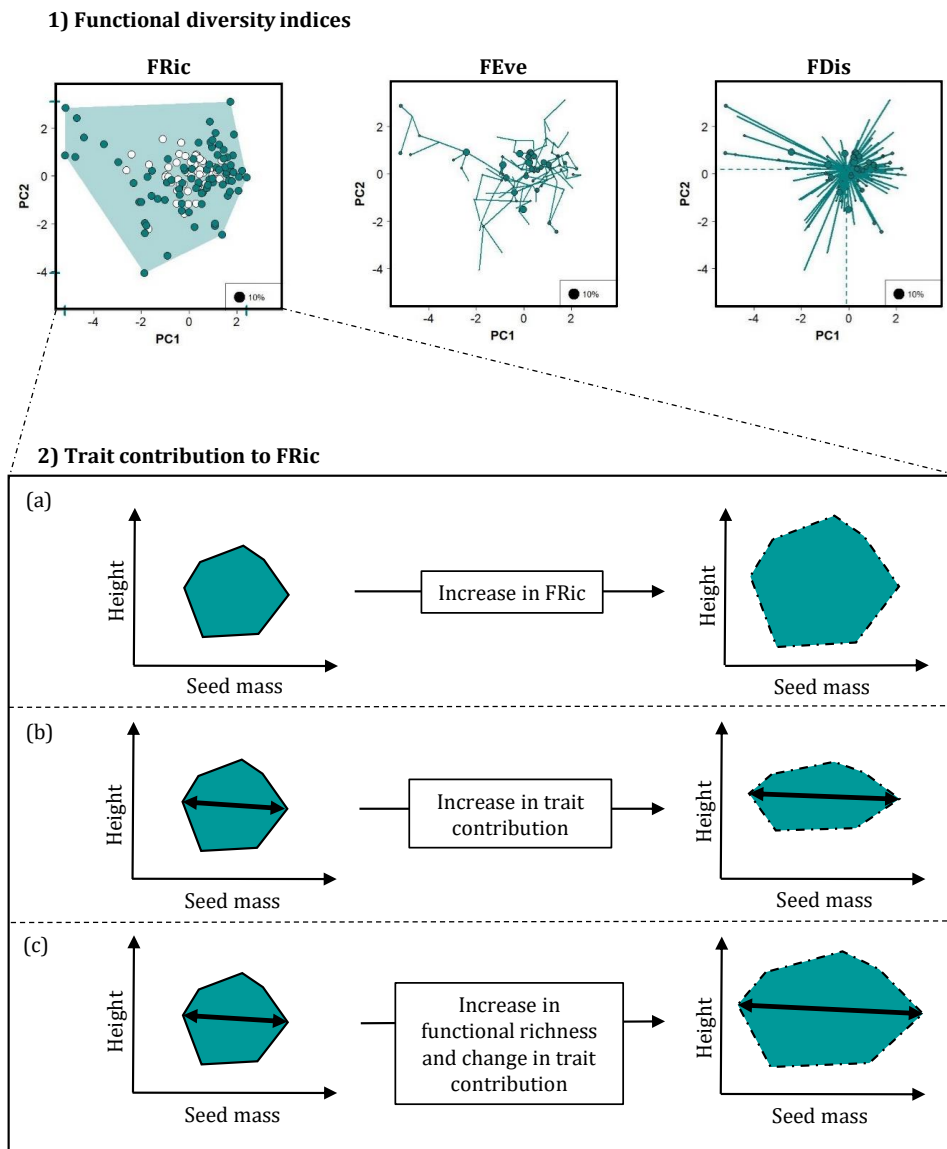 1) Functional diversity indices
FRic
FEve
FDis
PC2
2
0
-2
-4
10%
-4
-2
0
2
PC1
PC2
2
0
-2
-4
10%
-4
-2
0
2
PC1
PC2
2
0
-2
-4
10%
-4
-2
0
2
PC1
2) Trait contribution to FRic
(a)
Height
Seed mass
Increase in FRic
Height
Seed mass
(b)
Height
Seed mass
Increase in trait
contribution
Height
Seed mass
(c)
Height
Seed mass
Increase in
functional richness
and change in trait
contribution
Height
Seed mass